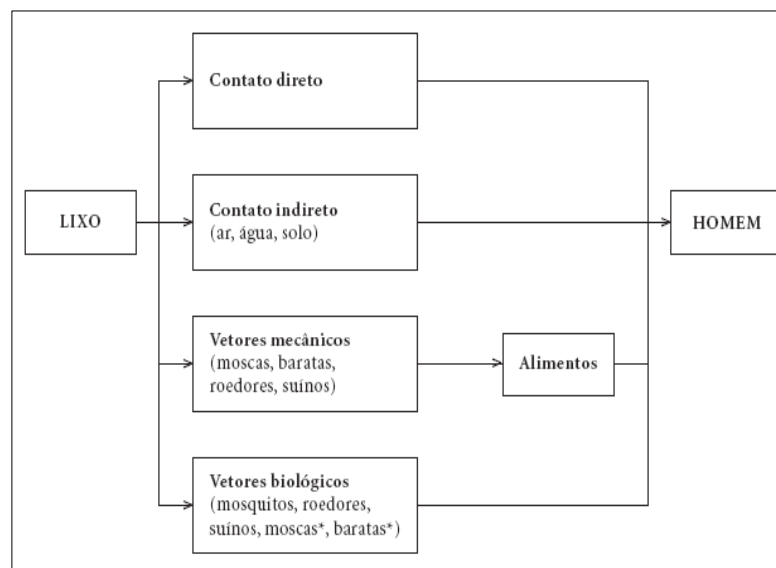 Contato direto
LIXO
Contato indireto
(ar, água, solo)
HOMEM
Vetores mecânicos
(moscas, baratas,
roedores, suínos)
Alimentos
Vetores biológicos
(mosquitos, roedores,
suínos, moscas*, baratas*)